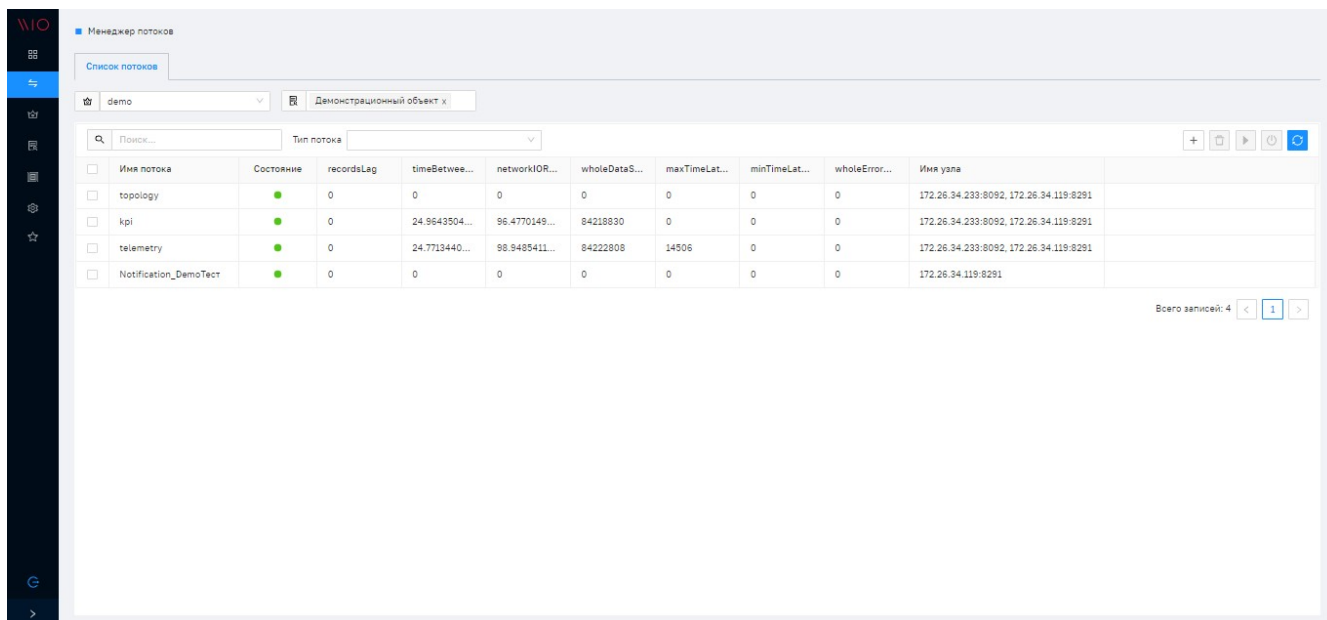 WIO
Менеджер потоков
Список потоков
demo Демонстрационный объект x
Поиск... Тип потока
Имя потока Состояние recordsLag timeBetwee... networkIOR... wholeDataS... maxTimeLat... minTimeLat... wholeError... Имя узла
topology 0 0 0 0 0 0 0 172.26.34.233:8092, 172.26.34.119:8291
kpi 0 24.9643504... 96.4770149... 84218830 0 0 0 172.26.34.233:8092, 172.26.34.119:8291
telemetry 0 24.7713440... 98.9485411... 84222808 14506 0 0 172.26.34.233:8092, 172.26.34.119:8291
Notification_DemoТест 0 0 0 0 0 0 0 172.26.34.119:8291
Всего записей: 4 < 1 >